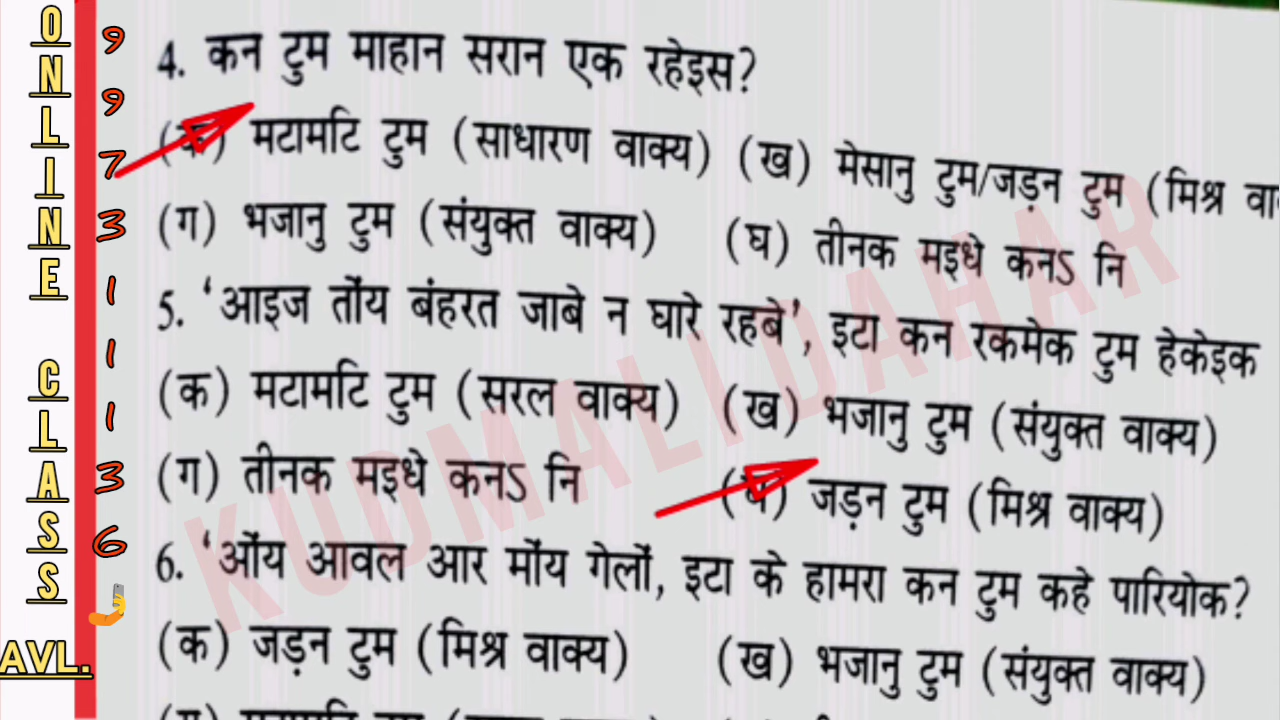 ONLINE CLASS AVL.
997311136
4. कन टुम माहान सरान एक रहेइस?
(क) मटामटि टुम (साधारण वाक्य) (ख) मेसानु टुम/जड़न टुम (मिश्र
(ग) भजानु टुम (संयुक्त वाक्य) (घ) तीनक मइधे कनऽ नि
5. 'आइज तोंय बंहरत जाबे न घारे रहबे', इटा कन रकमेक टुम हेकेइक
(क) मटामटि टुम (सरल वाक्य) (ख) भजानु टुम (संयुक्त वाक्य)
(ग) तीनक मइधे कनऽ नि (घ) जड़न टुम (मिश्र वाक्य)
6. 'ओंय आवल आर मोंय गेलों, इटा के हामरा कन टुम कहे पारियोक?
(क) जड़न टुम (मिश्र वाक्य) (ख) भजानु टुम (संयुक्त वाक्य)
KUDMALIDAHAR